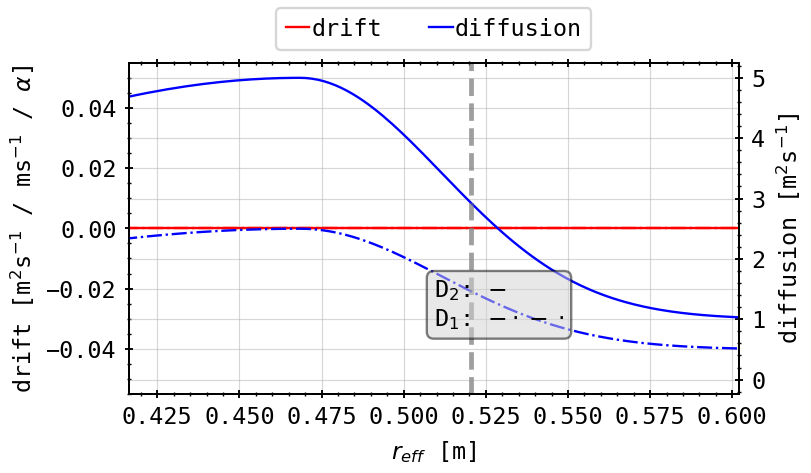 drift diffusion
drift [m²s⁻¹ / ms⁻¹ / α]
0.04
0.02
0.00
−0.02
−0.04
D₂: —
D₁: — · — ·
5
4
3
2
1
0
diffusion [m²s⁻¹]
0.425 0.450 0.475 0.500 0.525 0.550 0.575 0.600
r_eff [m]